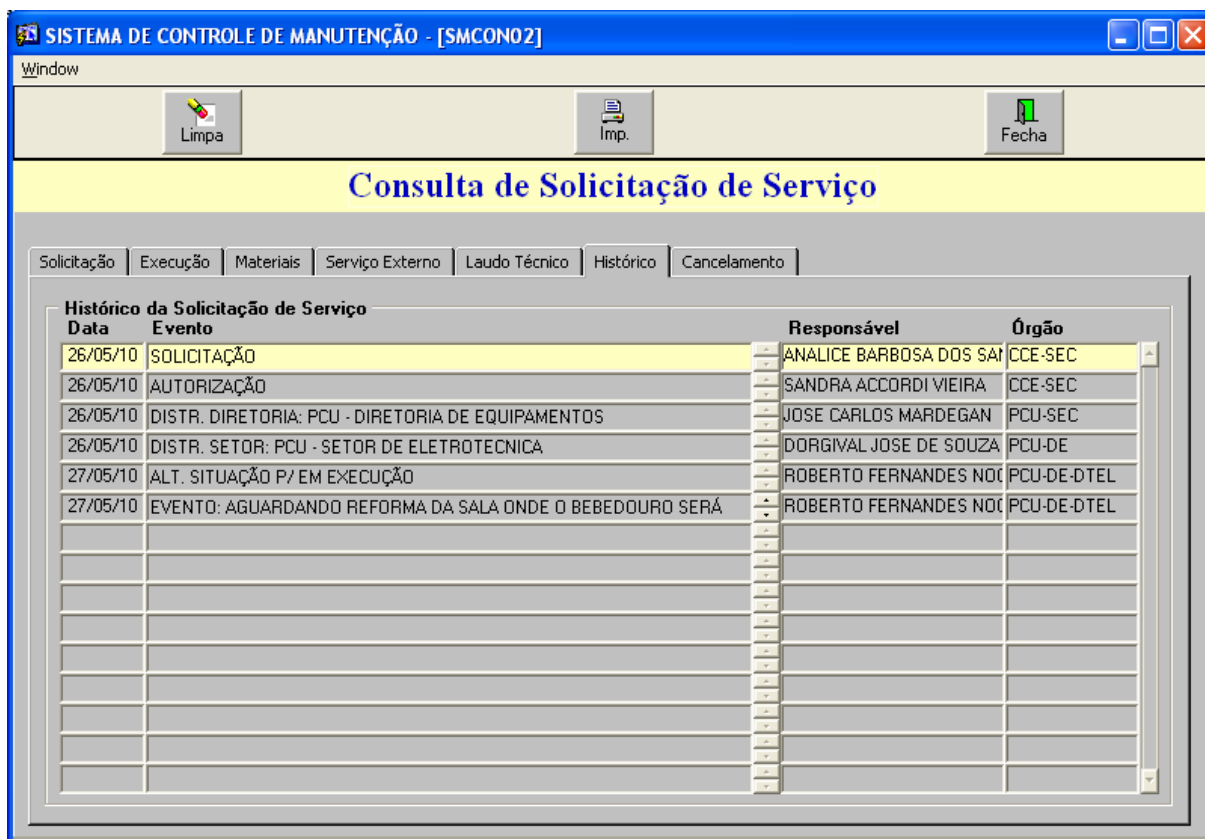 SISTEMA DE CONTROLE DE MANUTENÇÃO - [SMCON02]
Window
Limpa Imp. Fecha
Consulta de Solicitação de Serviço
Solicitação Execução Materiais Serviço Externo Laudo Técnico Histórico Cancelamento
Histórico da Solicitação de Serviço
Data Evento Responsável Órgão
26/05/10 SOLICITAÇÃO ANALICE BARBOSA DOS SAN CCE-SEC
26/05/10 AUTORIZAÇÃO SANDRA ACCORDI VIEIRA CCE-SEC
26/05/10 DISTR. DIRETORIA: PCU - DIRETORIA DE EQUIPAMENTOS JOSE CARLOS MARDEGAN PCU-SEC
26/05/10 DISTR. SETOR: PCU - SETOR DE ELETROTECNICA DORGIVAL JOSE DE SOUZA PCU-DE
27/05/10 ALT. SITUAÇÃO P/ EM EXECUÇÃO ROBERTO FERNANDES PCU-DE-DTEL
27/05/10 EVENTO: AGUARDANDO REFORMA DA SALA ONDE O BEBEDOURO SERÁ ROBERTO FERNANDES PCU-DE-DTEL